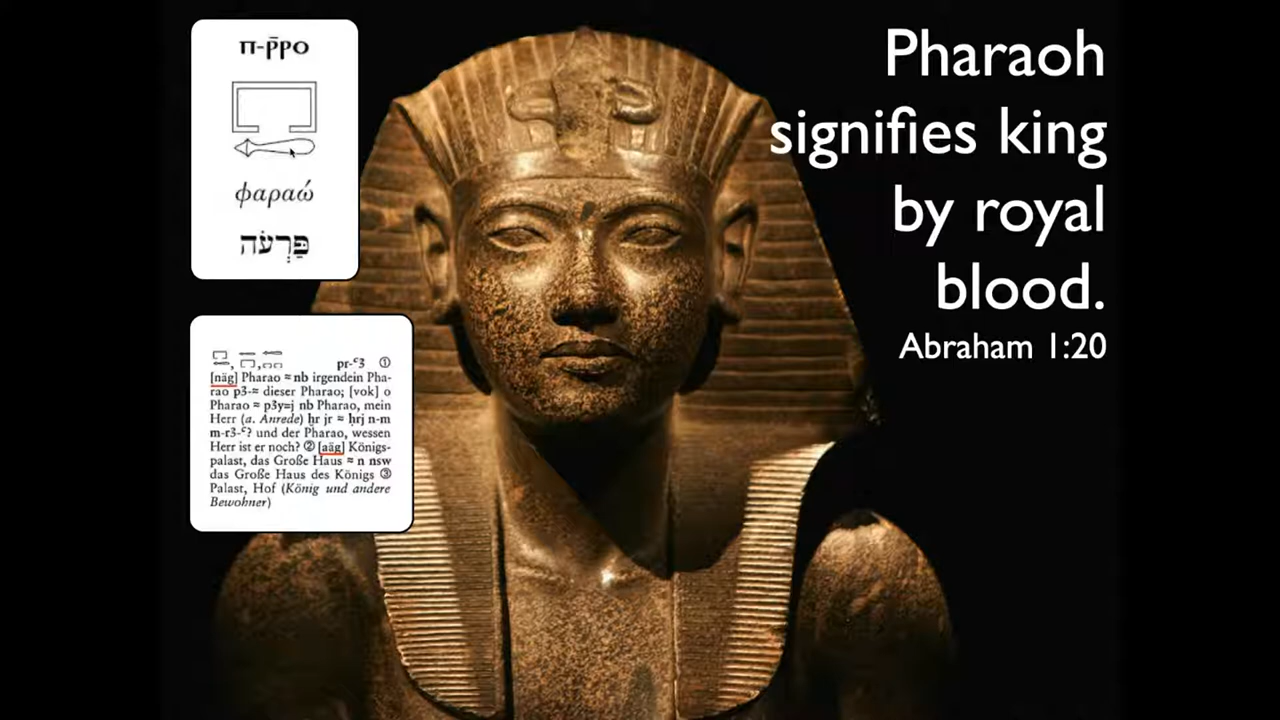 ⲡ-ⲣ̄ⲣⲟ
𓉐
𓉻
φαραώ
פַּרְעֹה
pr-ꜥ3 ①
[näg] Pharao ≈ nb irgendein Pha-
rao p3-≈ dieser Pharao; [vok] o
Pharao ≈ p3y=j nb Pharao, mein
Herr (a. Anrede) ḥr jr ≈ ḥrj n-m
m-r3-ꜥ? und der Pharao, wessen
Herr ist er noch? ② [aäg] Königs-
palast, das Große Haus ≈ n nsw
das Große Haus des Königs ③
Palast, Hof (König und andere
Bewohner)
Pharaoh
signifies king
by royal
blood.
Abraham 1:20